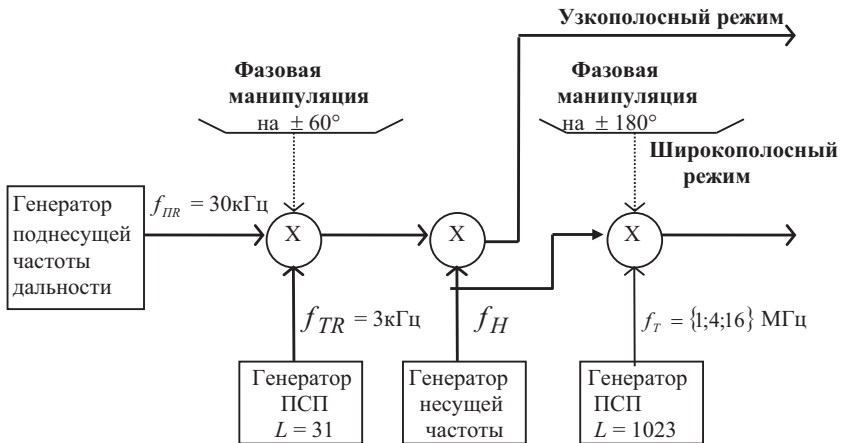 Узкополосный режим
Фазовая
манипуляция
на ± 60°
Фазовая
манипуляция
на ± 180°
Широкополосный
режим
Генератор
поднесущей
частоты
дальности
f_ПR = 30кГц
X
X
X
f_TR = 3кГц
f_H
f_T = {1;4;16} МГц
Генератор
ПСП
L = 31
Генератор
несущей
частоты
Генератор
ПСП
L = 1023